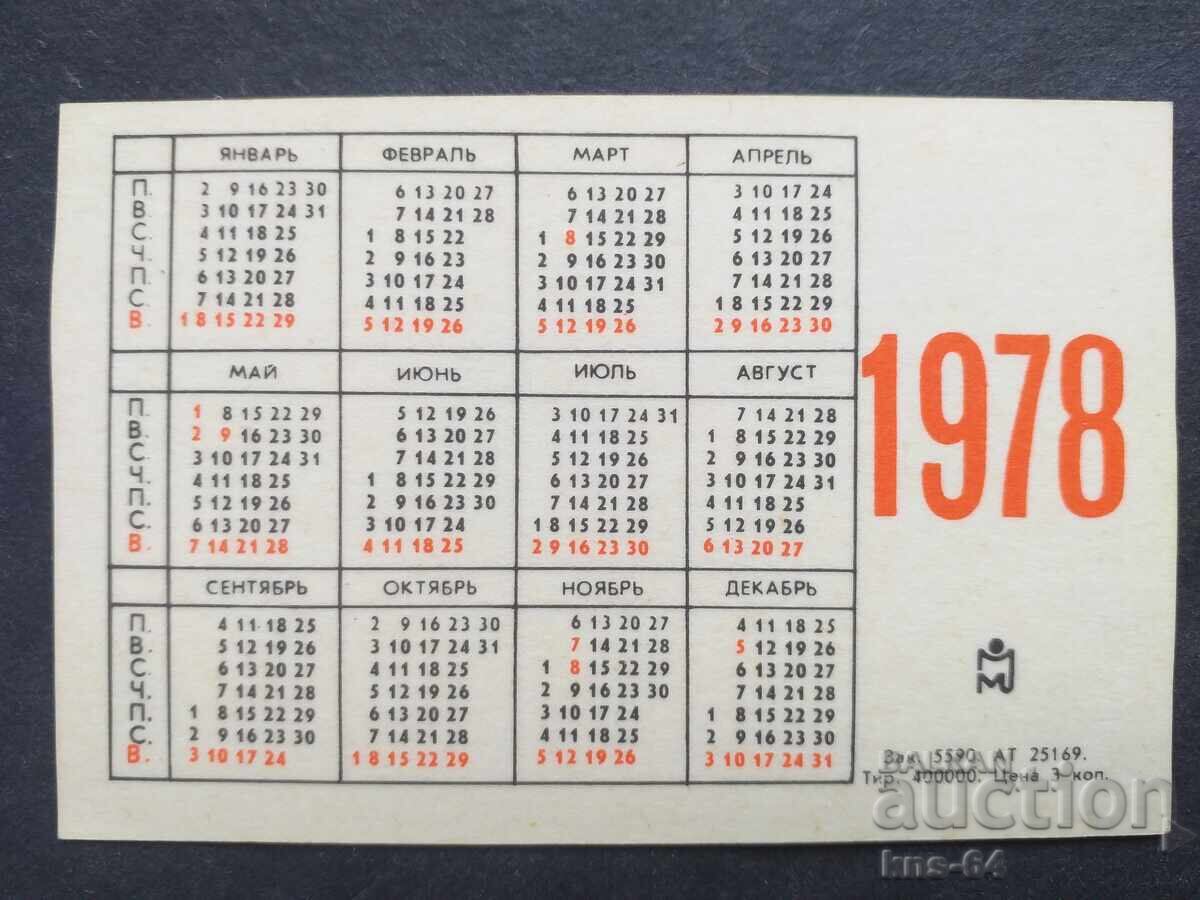 ЯНВАРЬ ФЕВРАЛЬ МАРТ АПРЕЛЬ
П. 2 9 16 23 30 6 13 20 27 6 13 20 27 3 10 17 24
В. 3 10 17 24 31 7 14 21 28 7 14 21 28 4 11 18 25
С. 4 11 18 25 1 8 15 22 1 8 15 22 29 5 12 19 26
Ч. 5 12 19 26 2 9 16 23 2 9 16 23 30 6 13 20 27
П. 6 13 20 27 3 10 17 24 3 10 17 24 31 7 14 21 28
С. 7 14 21 28 4 11 18 25 4 11 18 25 1 8 15 22 29
В. 1 8 15 22 29 5 12 19 26 5 12 19 26 2 9 16 23 30
1978
МАЙ ИЮНЬ ИЮЛЬ АВГУСТ
П. 1 8 15 22 29 5 12 19 26 3 10 17 24 31 7 14 21 28
В. 2 9 16 23 30 6 13 20 27 4 11 18 25 1 8 15 22 29
С. 3 10 17 24 31 7 14 21 28 5 12 19 26 2 9 16 23 30
Ч. 4 11 18 25 1 8 15 22 29 6 13 20 27 3 10 17 24 31
П. 5 12 19 26 2 9 16 23 30 7 14 21 28 4 11 18 25
С. 6 13 20 27 3 10 17 24 1 8 15 22 29 5 12 19 26
В. 7 14 21 28 4 11 18 25 2 9 16 23 30 6 13 20 27
СЕНТЯБРЬ ОКТЯБРЬ НОЯБРЬ ДЕКАБРЬ
П. 4 11 18 25 2 9 16 23 30 6 13 20 27 4 11 18 25
В. 5 12 19 26 3 10 17 24 31 7 14 21 28 5 12 19 26
С. 6 13 20 27 4 11 18 25 1 8 15 22 29 6 13 20 27
Ч. 7 14 21 28 5 12 19 26 2 9 16 23 30 7 14 21 28
П. 1 8 15 22 29 6 13 20 27 3 10 17 24 1 8 15 22 29
С. 2 9 16 23 30 7 14 21 28 4 11 18 25 2 9 16 23 30
В. 3 10 17 24 1 8 15 22 29 5 12 19 26 3 10 17 24 31
Зак. 5590. АТ 25169.
Тир. 400000. Цена 3 коп.
BALKAN
auction
kns-64